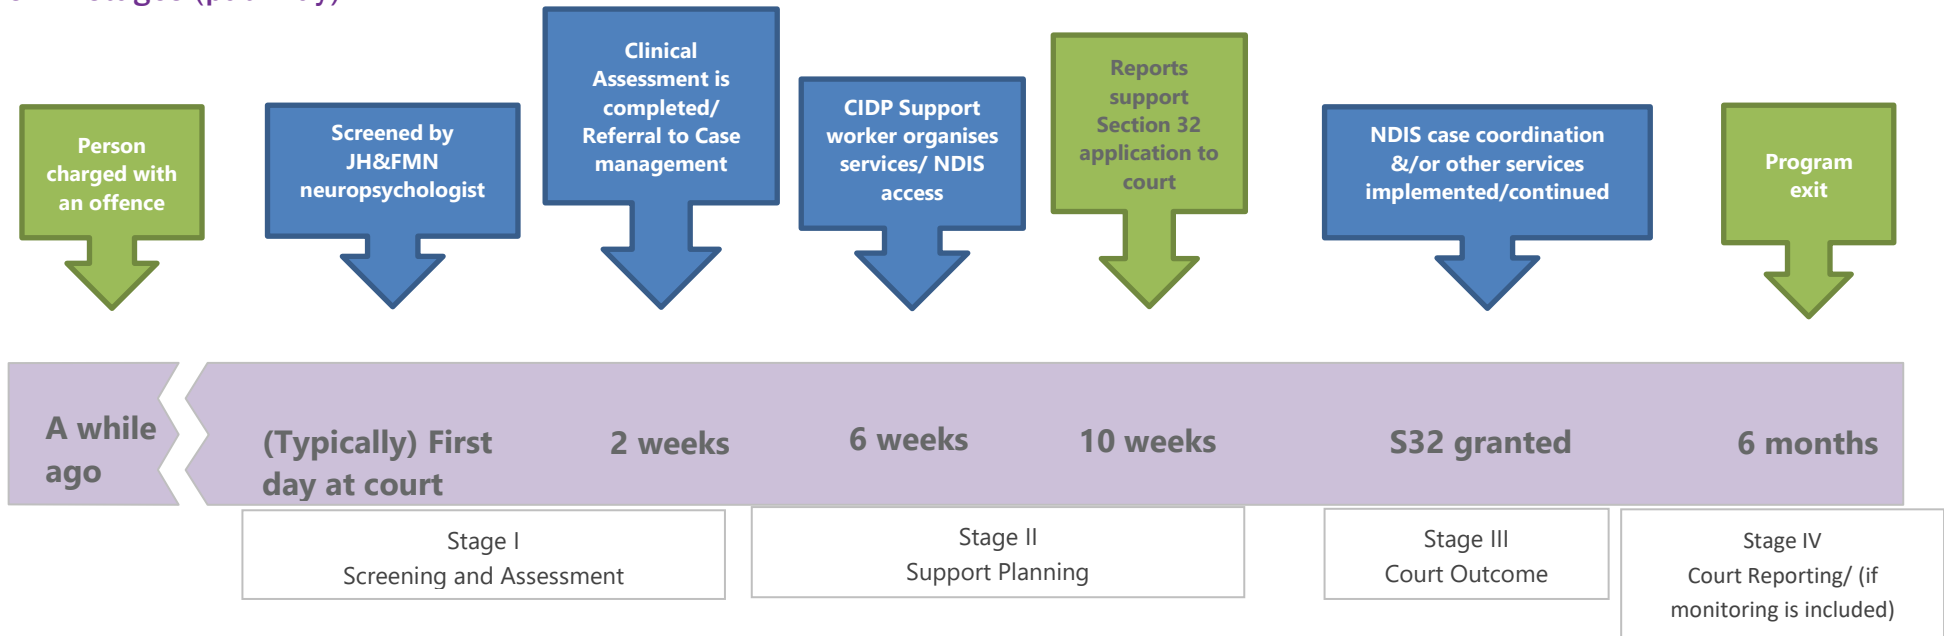 Person
charged with
an offence
Screened by
JH&FMN
neuropsychologist
Clinical
Assessment is
completed/
Referral to Case
management
CIDP Support
worker organises
services/ NDIS
access
Reports
support
Section 32
application to
court
NDIS case coordination
&/or other services
implemented/continued
Program
exit
A while
ago
(Typically) First
day at court
2 weeks
6 weeks
10 weeks
S32 granted
6 months
Stage I
Screening and Assessment
Stage II
Support Planning
Stage III
Court Outcome
Stage IV
Court Reporting/ (if
monitoring is included)